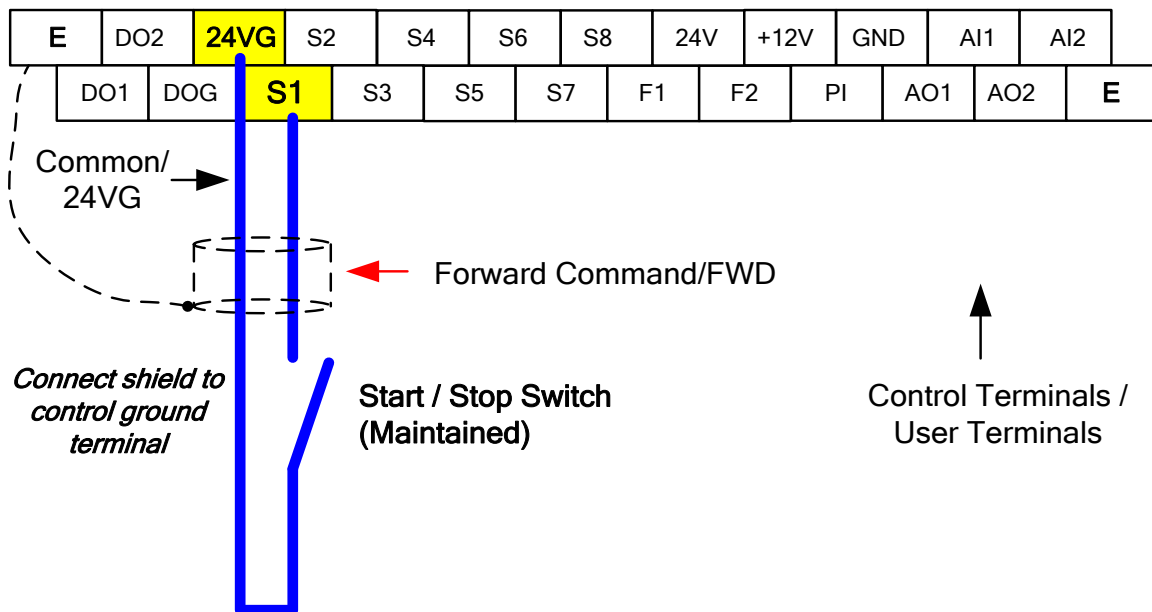 E DO2 24VG S2 S4 S6 S8 24V +12V GND AI1 AI2
DO1 DOG S1 S3 S5 S7 F1 F2 PI AO1 AO2 E
Common/
24VG
Forward Command/FWD
Connect shield to
control ground
terminal
Start / Stop Switch
(Maintained)
Control Terminals /
User Terminals